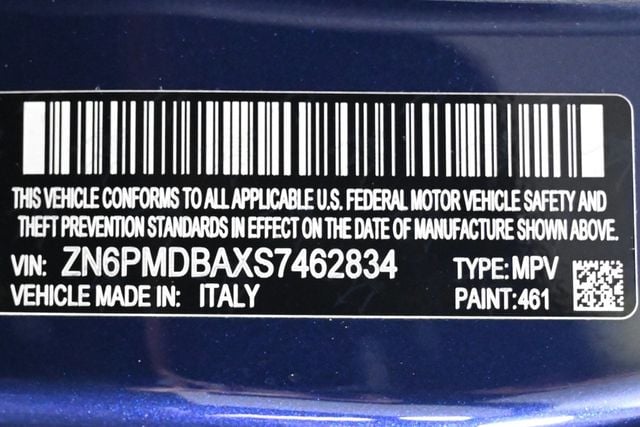 THIS VEHICLE CONFORMS TO ALL APPLICABLE U.S. FEDERAL MOTOR VEHICLE SAFETY AND
THEFT PREVENTION STANDARDS IN EFFECT ON THE DATE OF MANUFACTURE SHOWN ABOVE.
VIN: ZN6PMDBAXS7462834 TYPE: MPV
VEHICLE MADE IN: ITALY PAINT: 461